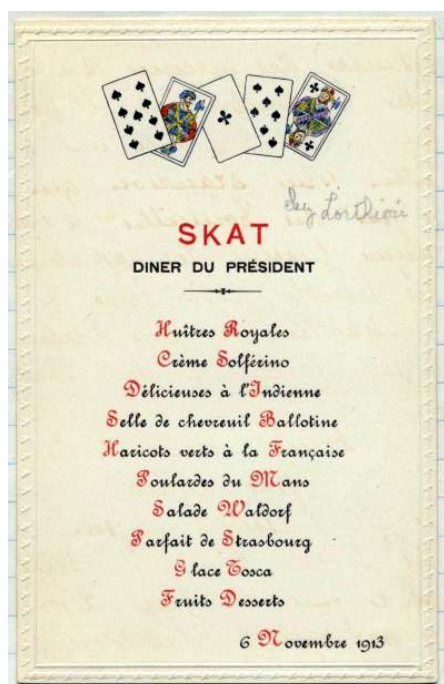 chez
SKAT
DINER DU PRÉSIDENT
Huîtres Royales
Crème Solférino
Délicieuses à l'Indienne
Selle de chevreuil Ballotine
Haricots verts à la Française
Poulardes du Mans
Salade Waldorf
Parfait de Strasbourg
Glace Tosca
Fruits Desserts
6 Novembre 1913